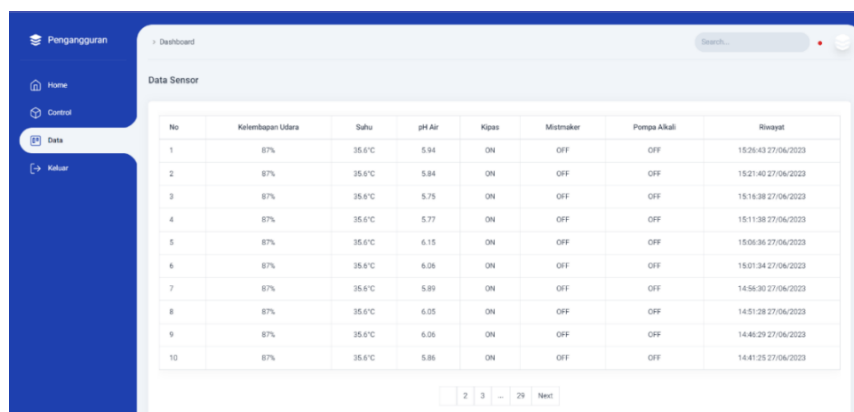 Pengangguran
> Dashboard
Search...
Home
Control
Data
Keluar
Data Sensor
No Kelembapan Udara Suhu pH Air Kipas Mistmaker Pompa Alkali Riwayat
1 87% 35.6°C 5.94 ON OFF OFF 15:26:43 27/06/2023
2 87% 35.6°C 5.84 ON OFF OFF 15:21:40 27/06/2023
3 87% 35.6°C 5.75 ON OFF OFF 15:16:38 27/06/2023
4 87% 35.6°C 5.77 ON OFF OFF 15:11:38 27/06/2023
5 87% 35.6°C 6.15 ON OFF OFF 15:06:36 27/06/2023
6 87% 35.6°C 6.06 ON OFF OFF 15:01:34 27/06/2023
7 87% 35.6°C 5.89 ON OFF OFF 14:56:30 27/06/2023
8 87% 35.6°C 6.05 ON OFF OFF 14:51:28 27/06/2023
9 87% 35.6°C 6.06 ON OFF OFF 14:46:29 27/06/2023
10 87% 35.6°C 5.86 ON OFF OFF 14:41:25 27/06/2023
2 3 ... 29 Next